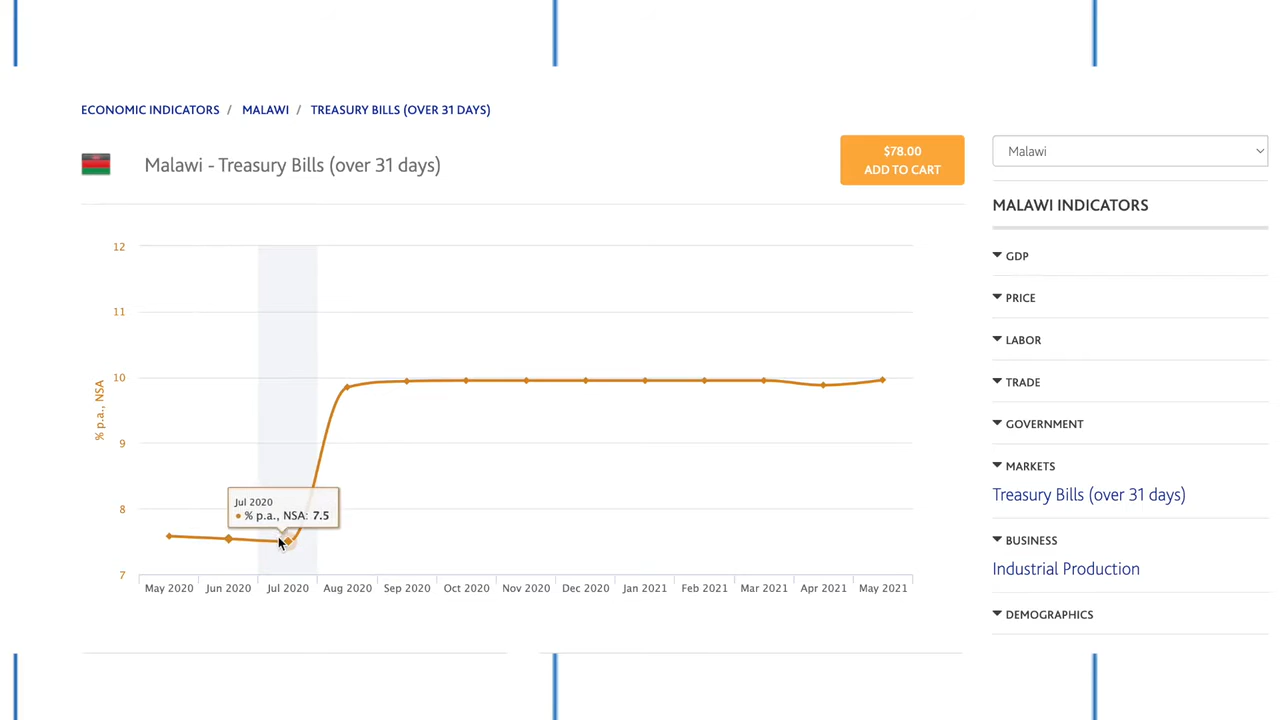 ECONOMIC INDICATORS / MALAWI / TREASURY BILLS (OVER 31 DAYS)
Malawi - Treasury Bills (over 31 days)
$78.00
ADD TO CART
Malawi
MALAWI INDICATORS
GDP
PRICE
LABOR
TRADE
GOVERNMENT
MARKETS
Treasury Bills (over 31 days)
BUSINESS
Industrial Production
DEMOGRAPHICS
12
11
10
9
8
7
% p.a., NSA
Jul 2020
% p.a., NSA: 7.5
May 2020 Jun 2020 Jul 2020 Aug 2020 Sep 2020 Oct 2020 Nov 2020 Dec 2020 Jan 2021 Feb 2021 Mar 2021 Apr 2021 May 2021